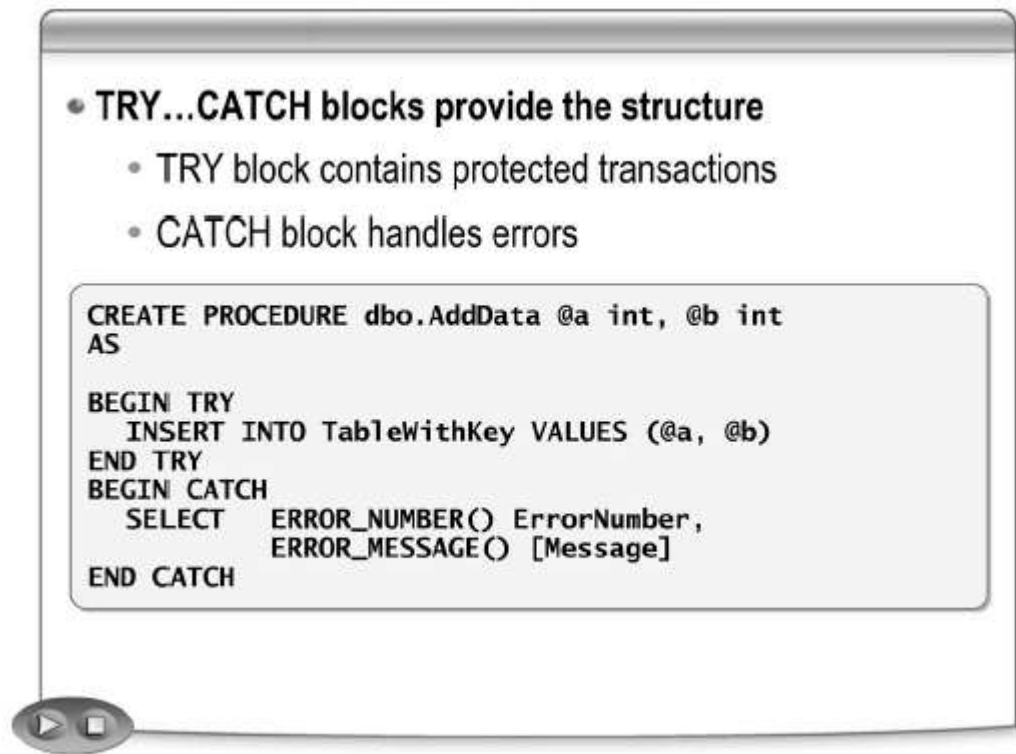 TRY...CATCH blocks provide the structure
TRY block contains protected transactions
CATCH block handles errors
CREATE PROCEDURE dbo.AddData @a int, @b int
AS
BEGIN TRY
INSERT INTO TableWithKey VALUES (@a, @b)
END TRY
BEGIN CATCH
SELECT ERROR_NUMBER() ErrorNumber,
ERROR_MESSAGE() [Message]
END CATCH